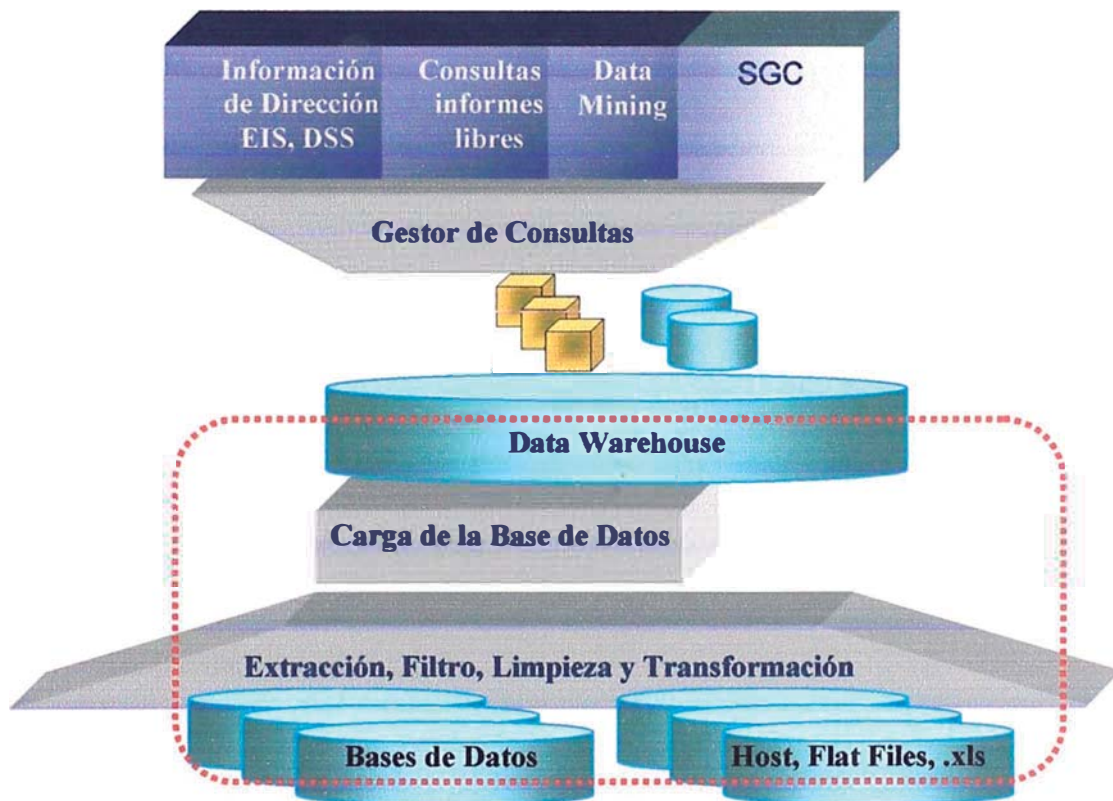 Información
de Dirección
EIS, DSS
Consultas
informes
libres
Data
Mining
SGC
Gestor de Consultas
Data Warehouse
Carga de la Base de Datos
Extracción, Filtro, Limpieza y Transformación
Bases de Datos
Host, Flat Files, .xls